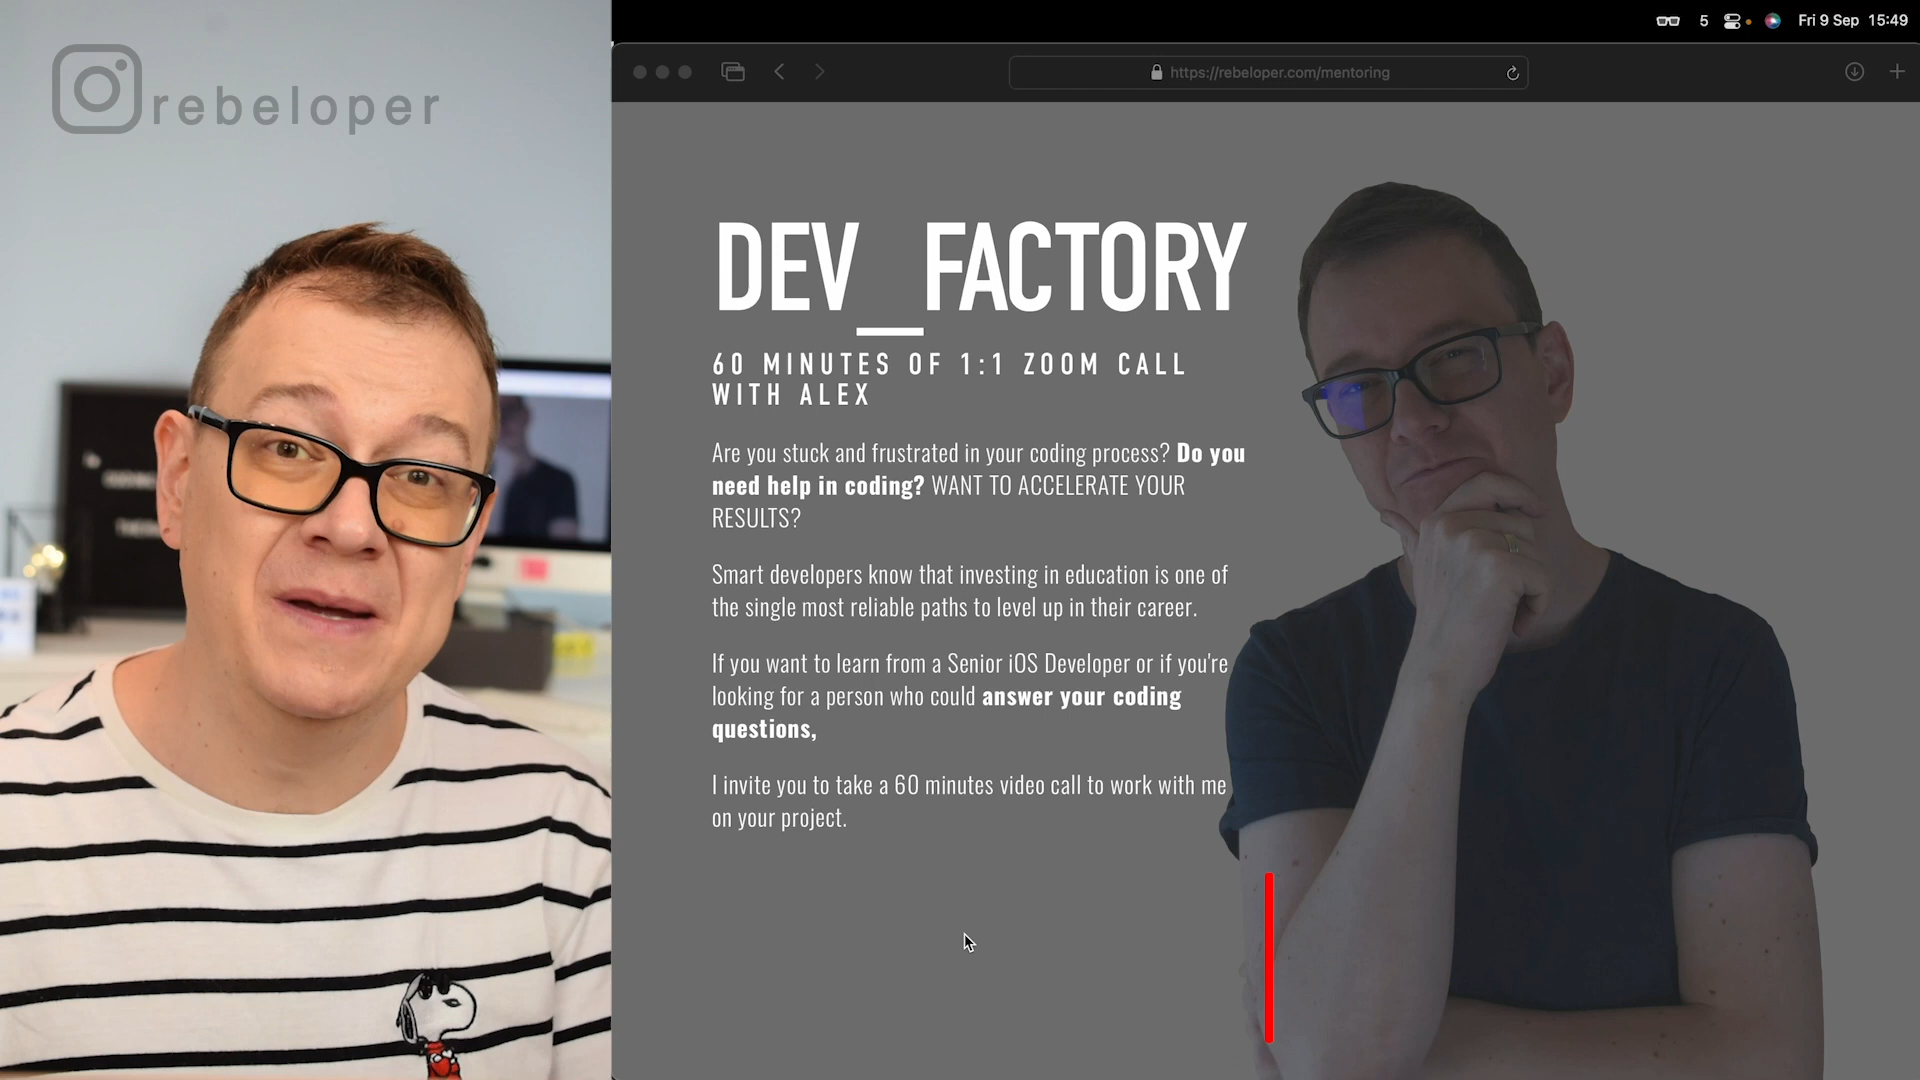 rebeloper
5
Fri 9 Sep 15:49
https://rebeloper.com/mentoring
DEV_FACTORY
60 MINUTES OF 1:1 ZOOM CALL
WITH ALEX
Are you stuck and frustrated in your coding process? Do you
need help in coding? WANT TO ACCELERATE YOUR
RESULTS?
Smart developers know that investing in education is one of
the single most reliable paths to level up in their career.
If you want to learn from a Senior iOS Developer or if you're
looking for a person who could answer your coding
questions,
I invite you to take a 60 minutes video call to work with me
on your project.